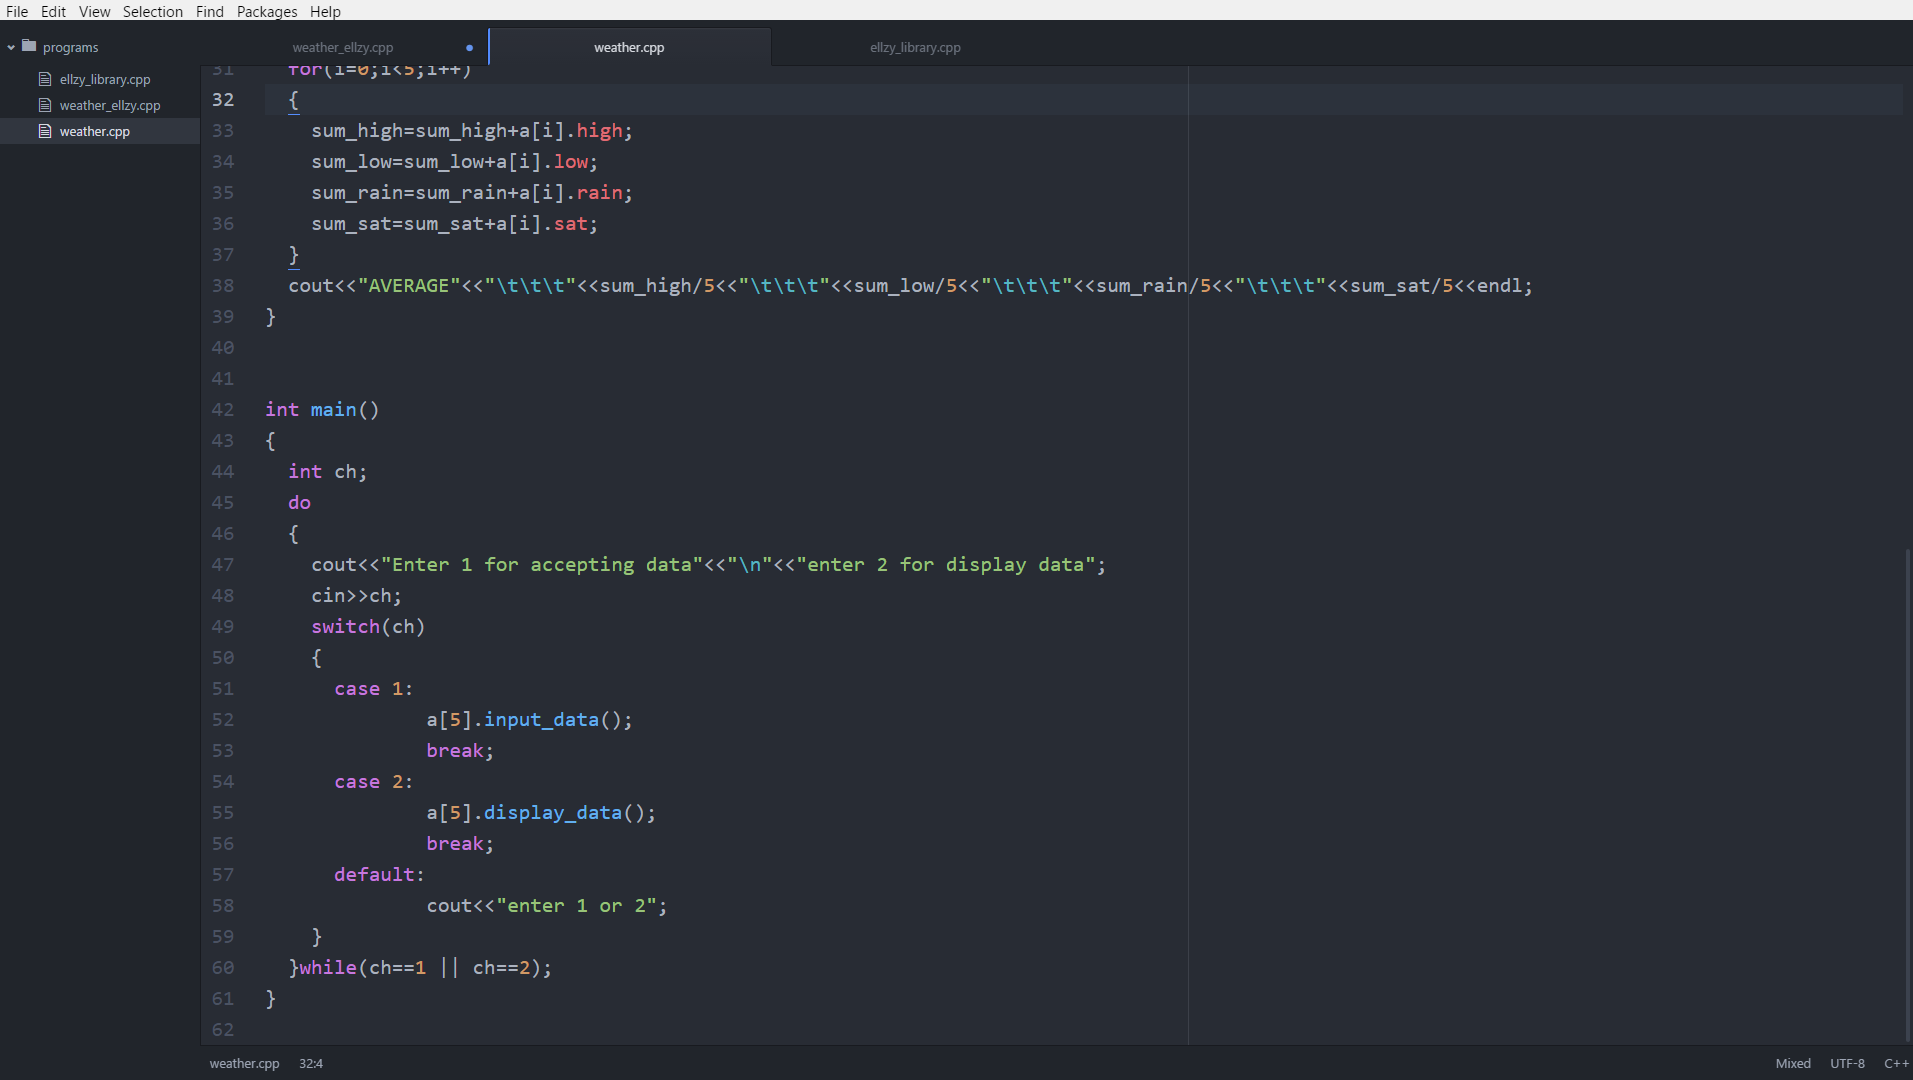 File Edit View Selection Find Packages Help
programs
ellzy_library.cpp
weather_ellzy.cpp
weather.cpp
weather_ellzy.cpp weather.cpp ellzy_library.cpp
31 for(i=0;i<5;i++)
32 {
33 sum_high=sum_high+a[i].high;
34 sum_low=sum_low+a[i].low;
35 sum_rain=sum_rain+a[i].rain;
36 sum_sat=sum_sat+a[i].sat;
37 }
38 cout<<"AVERAGE"<<"\t\t\t"<<sum_high/5<<"\t\t\t"<<sum_low/5<<"\t\t\t"<<sum_rain/5<<"\t\t\t"<<sum_sat/5<<endl;
39 }
40
41
42 int main()
43 {
44 int ch;
45 do
46 {
47 cout<<"Enter 1 for accepting data"<<"\n"<<"enter 2 for display data";
48 cin>>ch;
49 switch(ch)
50 {
51 case 1:
52 a[5].input_data();
53 break;
54 case 2:
55 a[5].display_data();
56 break;
57 default:
58 cout<<"enter 1 or 2";
59 }
60 }while(ch==1 || ch==2);
61 }
62
weather.cpp 32:4 Mixed UTF-8 C++